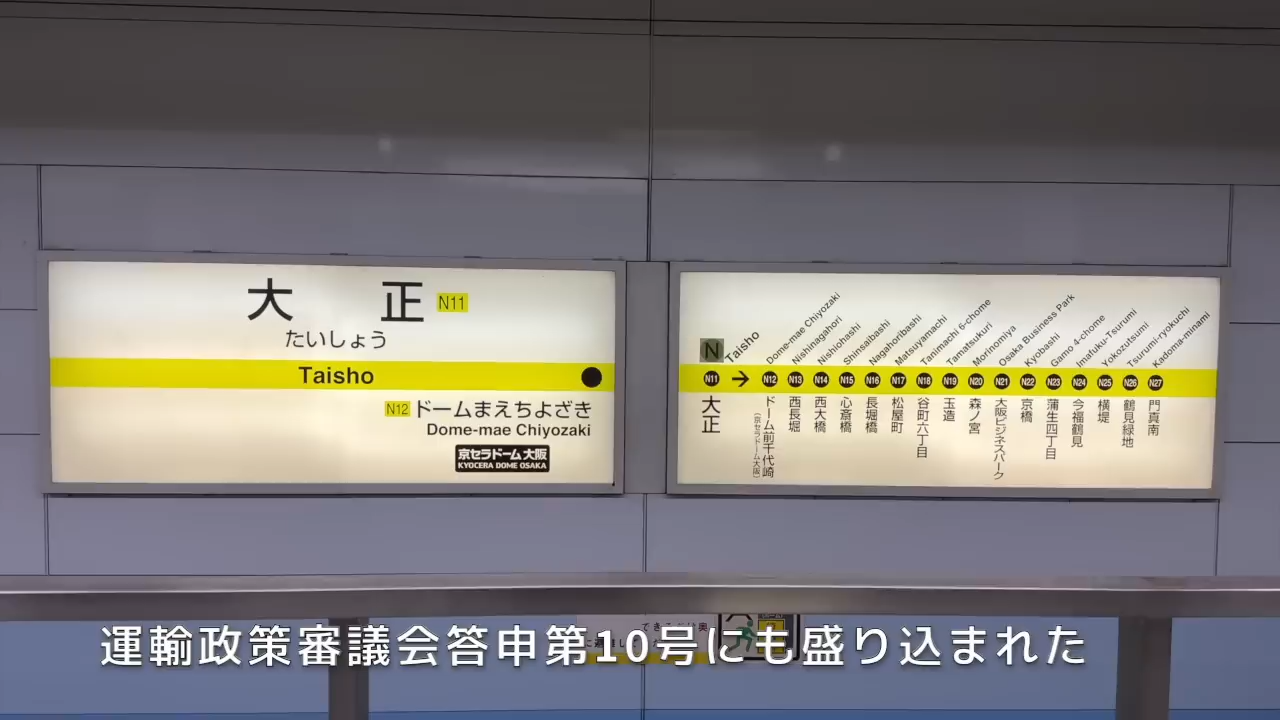 大 正 N11
たいしょう
Taisho
N12 ドームまえちよざき
Dome-mae Chiyozaki
京セラドーム 大阪
KYOCERA DOME OSAKA
N
Taisho
Dome-mae Chiyozaki
Nishinagahori
Nishiohashi
Shinsaibashi
Nagahoribashi
Matsuyamachi
Tanimachi 6-chome
Tamatsukuri
Morinomiya
Osaka Business Park
Kyobashi
Gamo 4-chome
Imafuku-Tsurumi
Yokozutsumi
Tsurumi-ryokuchi
Kadoma-minami
N11 → N12 N13 N14 N15 N16 N17 N18 N19 N20 N21 N22 N23 N24 N25 N26 N27
大正
ドーム前千代崎
(京セラドーム大阪)
西長堀
西大橋
心斎橋
長堀橋
松屋町
谷町六丁目
玉造
森ノ宮
大阪ビジネスパーク
京橋
蒲生四丁目
今福鶴見
横堤
鶴見緑地
門真南
運輸政策審議会答申第10号にも盛り込まれた